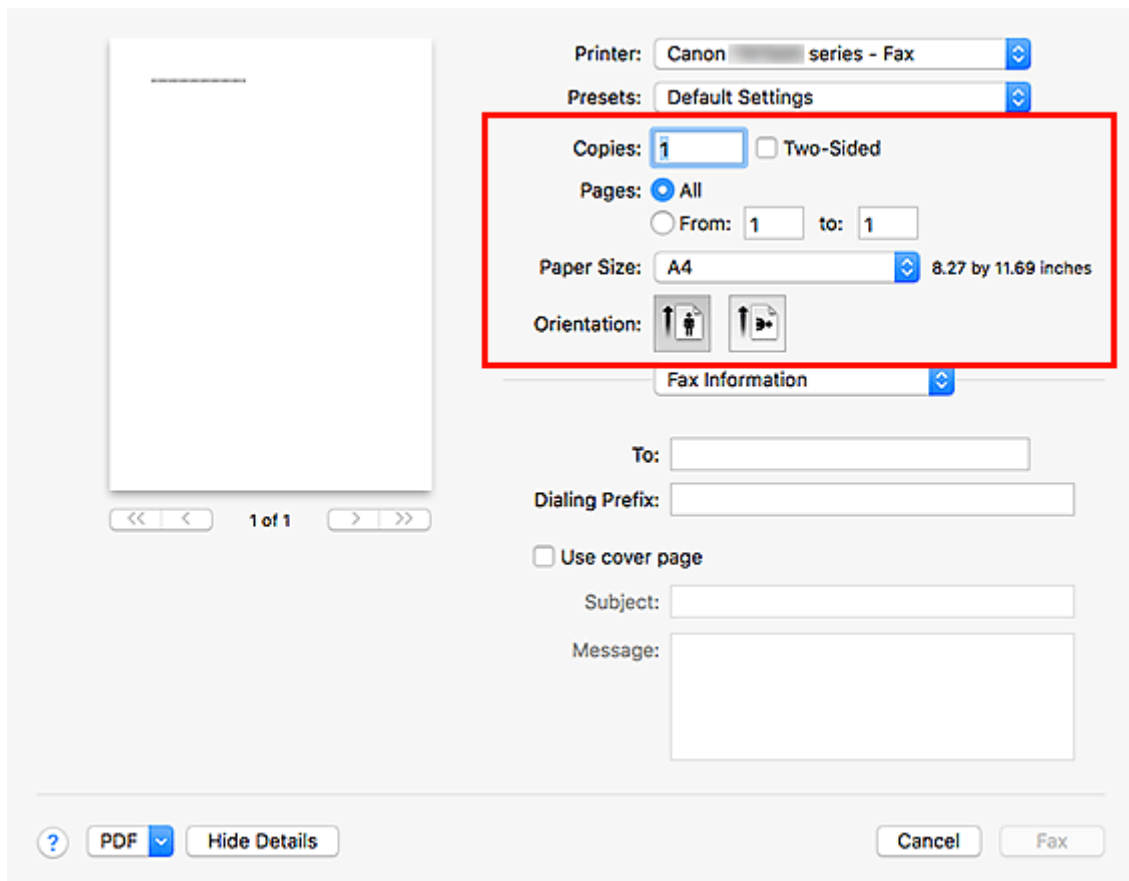 Printer: Canon series - Fax
Presets: Default Settings
Copies: 1 Two-Sided
Pages: All
From: 1 to: 1
Paper Size: A4 8.27 by 11.69 inches
Orientation:
Fax Information
To:
Dialing Prefix:
<< < 1 of 1 > >>
Use cover page
Subject:
Message:
? PDF Hide Details Cancel Fax